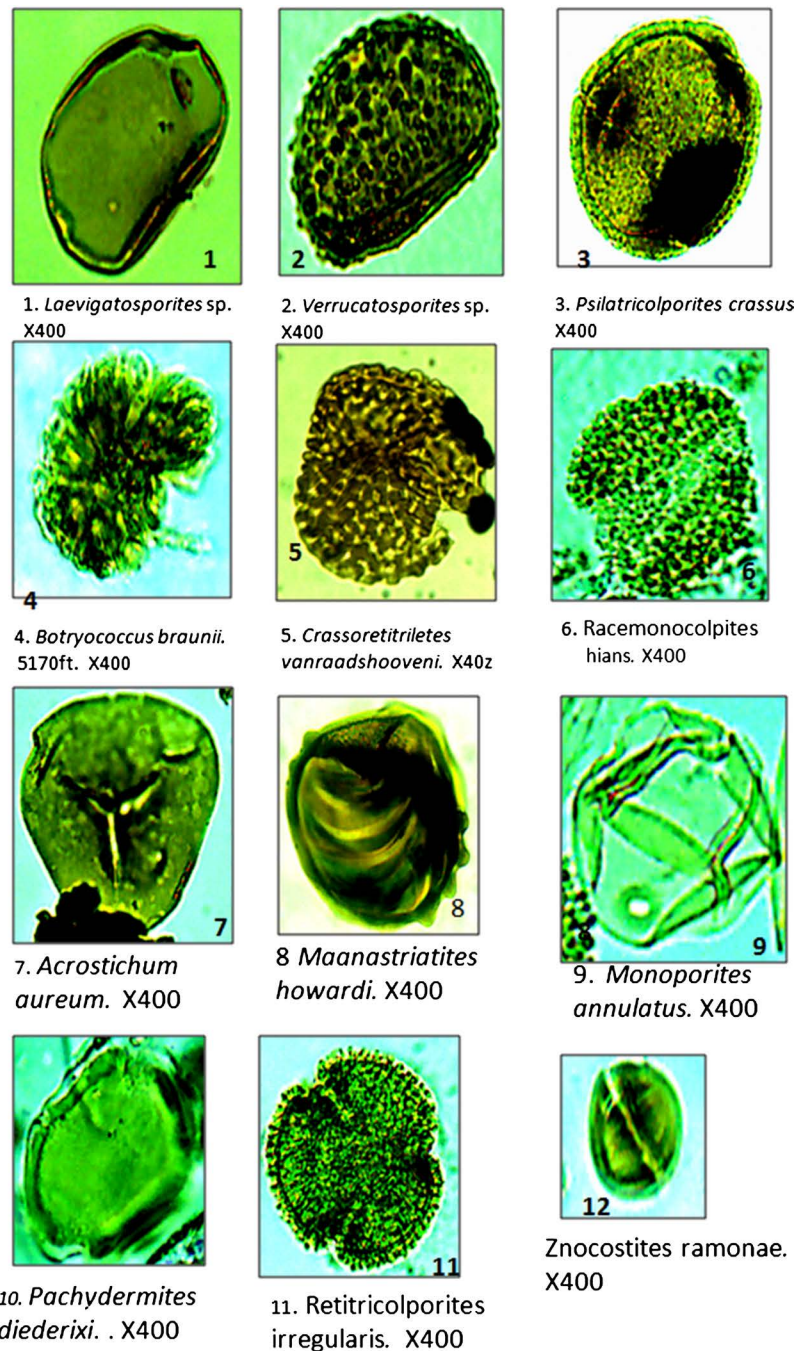 1
2
3
1. Laevigatosporites sp.
X400
2. Verrucatosporites sp.
X400
3. Psilatricolporites crassus
X400
4
5
6
4. Botryococcus braunii.
5170ft. X400
5. Crassoretitriletes
vanraadshooveni. X40z
6. Racemonocolpites
hians. X400
7
8
9
7. Acrostichum
aureum. X400
8 Maanastriatites
howardi. X400
9. Monoporites
annulatus. X400
11
12
10. Pachydermites
diederixi. . X400
11. Retitricolporites
irregularis. X400
Znocostites ramonae.
X400